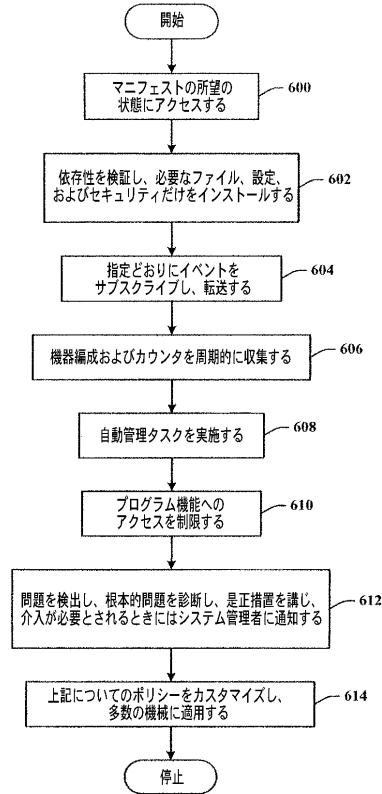 開始
マニフェストの所望の
状態にアクセスする
600
依存性を検証し、必要なファイル、設定、
およびセキュリティだけをインストールする
602
指定どおりにイベントを
サブスクライブし、転送する
604
機器編成およびカウンタを周期的に収集する
606
自動管理タスクを実施する
608
プログラム機能への
アクセスを制限する
610
問題を検出し、根本的問題を診断し、是正措置を講じ、
介入が必要とされるときにはシステム管理者に通知する
612
上記についてのポリシーをカスタマイズし、
多数の機械に適用する
614
停止